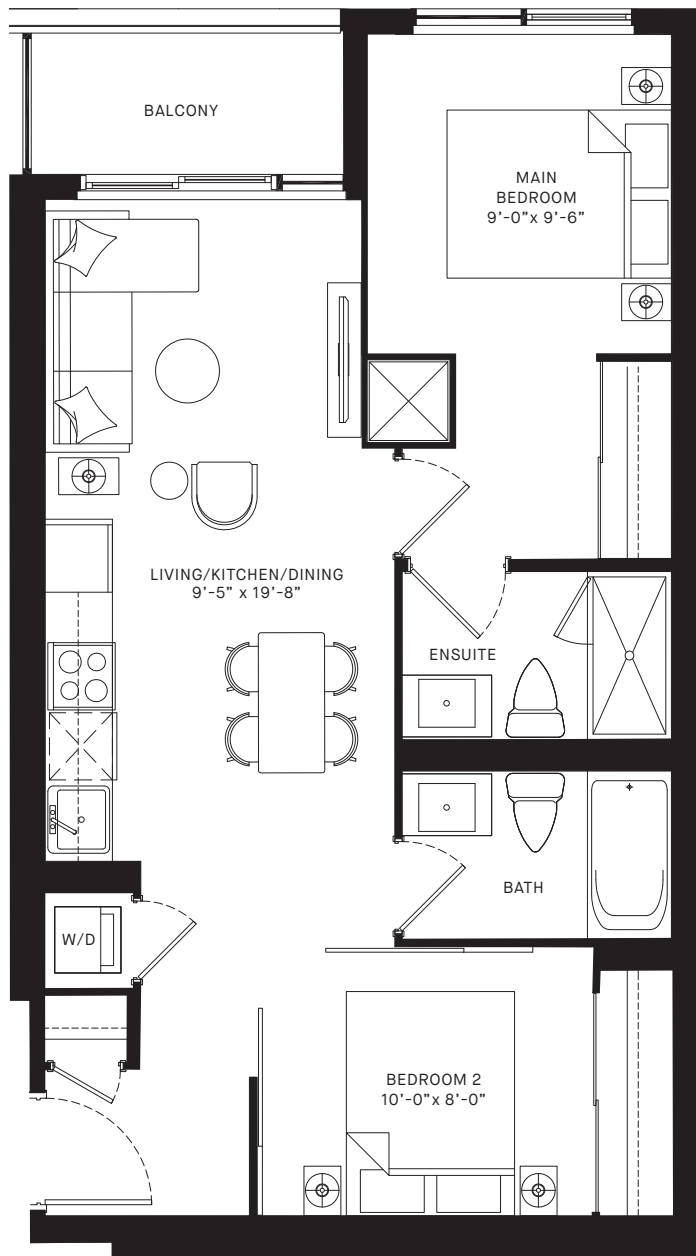 BALCONY
MAIN
BEDROOM
9’-0”x 9’-6”
LIVING/KITCHEN/DINING
9’-5” x 19’-8”
ENSUITE
BATH
W/D
BEDROOM 2
10’-0”x 8’-0”